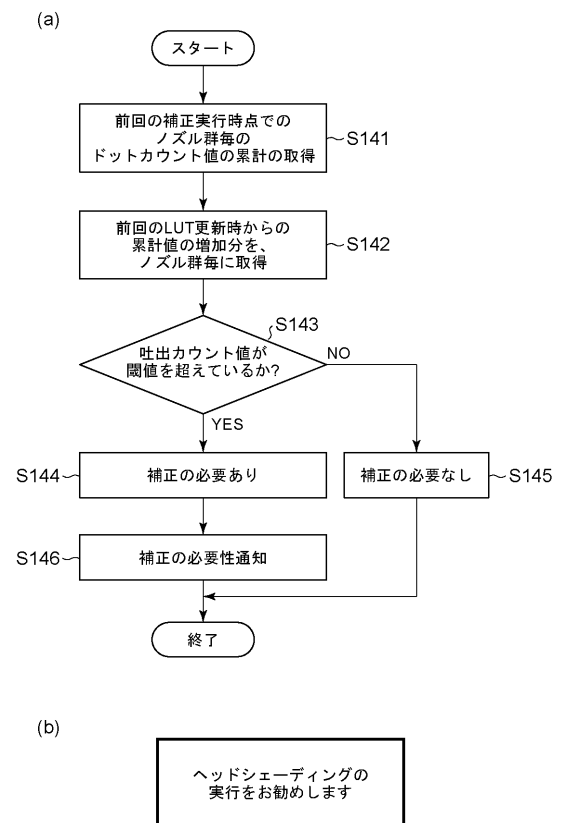 (a)
スタート
前回の補正実行時点での
ノズル群毎の
ドットカウント値の累計の取得
S141
前回のLUT更新時からの
累計値の増加分を、
ノズル群毎に取得
S142
S143
吐出カウント値が
閾値を超えているか?
NO
YES
S144
補正の必要あり
補正の必要なし
S145
S146
補正の必要性通知
終了
(b)
ヘッドシェーディングの
実行をお勧めします